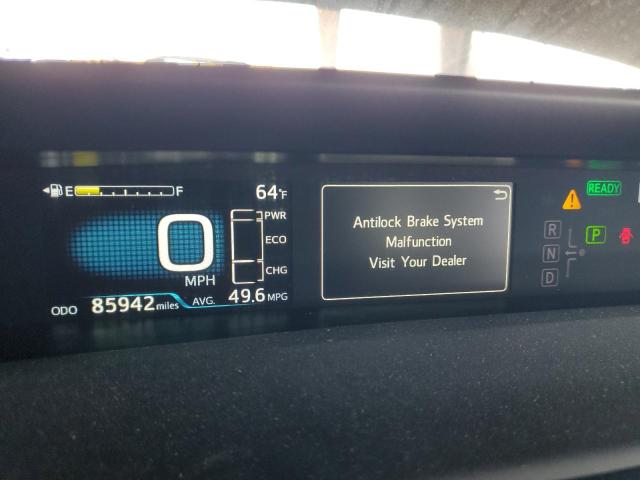 E F 64°F
0
MPH
PWR
ECO
CHG
ODO 85942 miles AVG. 49.6 MPG
Antilock Brake System
Malfunction
Visit Your Dealer
READY
R
N
D
P